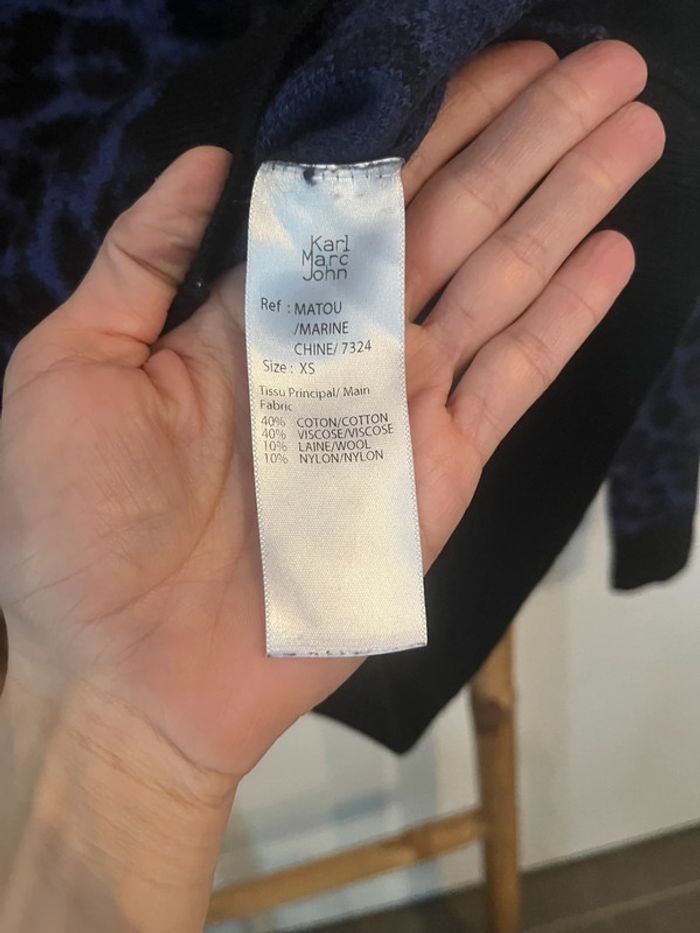 Karl
Marc
John
Ref : MATOU
/MARINE
CHINE/ 7324
Size : XS
Tissu Principal/ Main
Fabric
40% COTON/COTTON
40% VISCOSE/VISCOSE
10% LAINE/WOOL
10% NYLON/NYLON